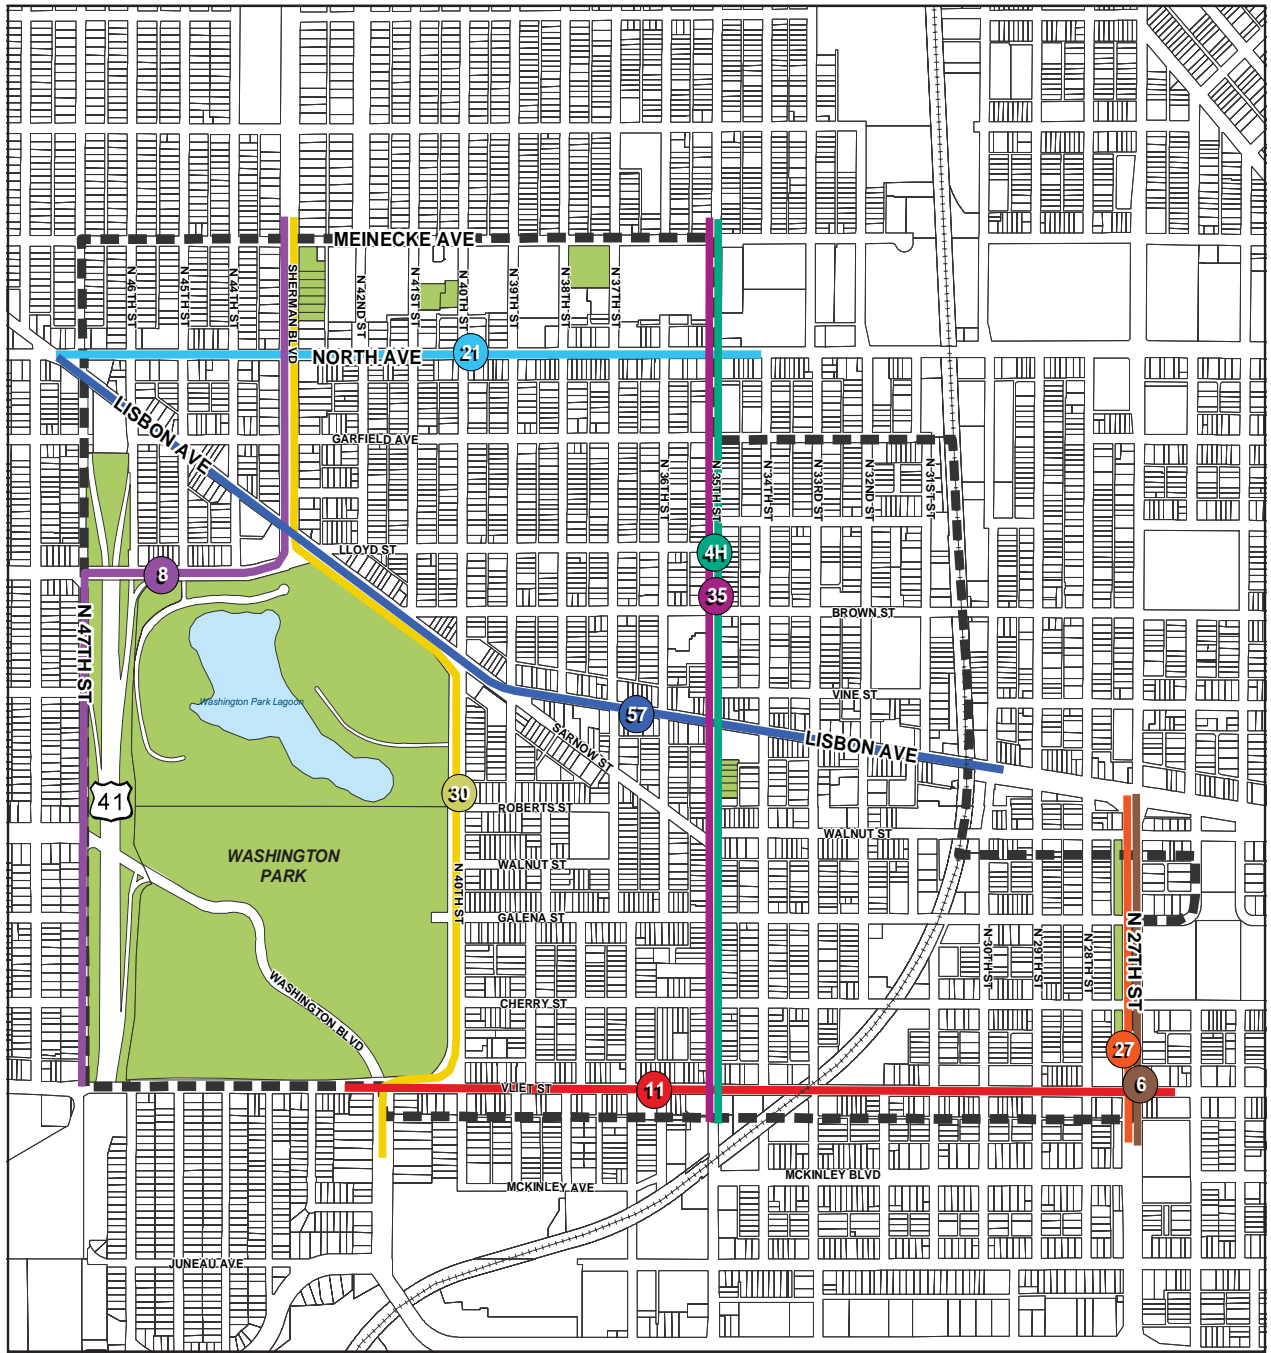 MEINECKE AVE
N 46TH ST
N 45TH ST
N 44TH ST
SHERMAN BLVD
N 42ND ST
N 41ST ST
N 40TH ST
N 39TH ST
N 38TH ST
N 37TH ST
21
NORTH AVE
LISBON AVE
GARFIELD AVE
N 36TH ST
N 35TH ST
N 34TH ST
N 33RD ST
N 32ND ST
N 31ST ST
LLOYD ST
4H
8
35
BROWN ST
N 47TH ST
Washington Park Lagoon
VINE ST
57
SARNOW ST
LISBON AVE
41
30
ROBERTS ST
WALNUT ST
WASHINGTON
PARK
WALNUT ST
N 40TH ST
GALENA ST
N 30TH ST
N 29TH ST
N 28TH ST
N 27TH ST
WASHINGTON BLVD
CHERRY ST
27
VLIET ST
11
6
MCKINLEY AVE
MCKINLEY BLVD
JUNEAU AVE